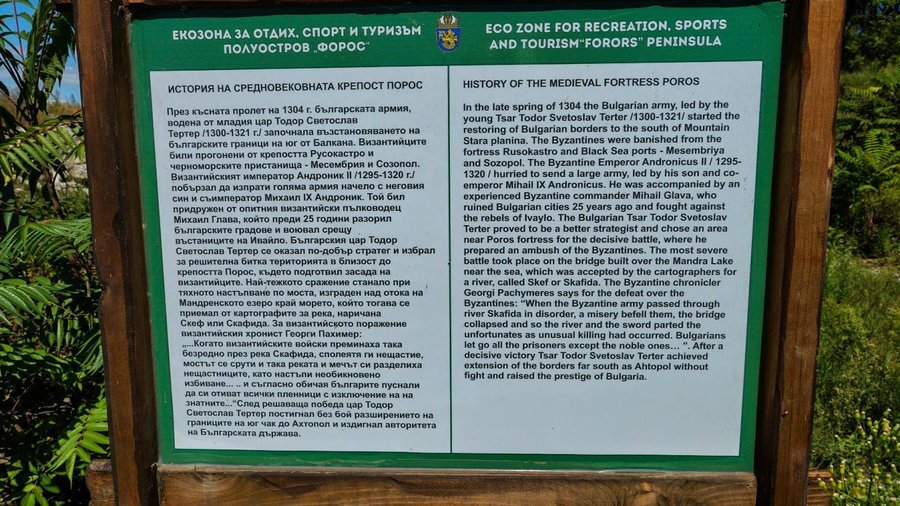 ЕКОЗОНА ЗА ОТДИХ, СПОРТ И ТУРИЗЪМ
ПОЛУОСТРОВ „ФОРОС"
ECO ZONE FOR RECREATION, SPORTS
AND TOURISM"FORORS" PENINSULA
ИСТОРИЯ НА СРЕДНОВЕКОВНАТА КРЕПОСТ ПОРОС
През късната пролет на 1304 г. българската армия,
водена от младия цар Тодор Светослав
Тертер /1300-1321 г./ започнала възстановяването на
българските граници на юг от Балкана. Византийците
били прогонени от крепостта Русокастро и
черноморските пристанища - Месембрия и Созопол.
Византийският император Андроник II /1295-1320 г./
побързал да изпрати голяма армия начело с неговия
син и съимператор Михаил IX Андроник. Той бил
придружен от опитния византийски пълководец
Михаил Глава, който преди 25 години разорил
българските градове и воювал срещу
въстаниците на Ивайло. Българския цар Тодор
Светослав Тертер се оказал по-добър стратег и избрал
за решителна битка територията в близост до
крепостта Порос, където подготвил засада на
византийците. Най-тежкото сражение станало при
тяхното настъпване по моста, изграден над отока на
Мандренското езеро край морето, който тогава се
приемал от картографите за река, наричана
Скеф или Скафида. За византийското поражение
византийския хронист Георги Пахимер:
„...Когато византийските войски преминаха така
безредно през река Скафида, сполетя ги нещастие,
мостът се срути и така реката и мечът си разделиха
нещастниците, като настъпи необикновено
избиване... .. и съгласно обичая българите пуснали
да си отиват всички пленници с изключение на на
знатните..."След решаваща победа цар Тодор
Светослав Тертер постигнал без бой разширението на
границите на юг чак до Ахтопол и издигнал авторитета
на Българската държава.
HISTORY OF THE MEDIEVAL FORTRESS POROS
In the late spring of 1304 the Bulgarian army, led by the
young Tsar Todor Svetoslav Terter /1300-1321/ started the
restoring of Bulgarian borders to the south of Mountain
Stara planina. The Byzantines were banished from the
fortress Rusokastro and Black Sea ports - Mesembriya
and Sozopol. The Byzantine Emperor Andronicus II / 1295-
1320 / hurried to send a large army, led by his son and co-
emperor Mihail IX Andronicus. He was accompanied by an
experienced Byzantine commander Mihail Glava, who
ruined Bulgarian cities 25 years ago and fought against
the rebels of Ivaylo. The Bulgarian Tsar Todor Svetoslav
Terter proved to be a better strategist and chose an area
near Poros fortress for the decisive battle, where he
prepared an ambush of the Byzantines. The most severe
battle took place on the bridge built over the Mandra Lake
near the sea, which was accepted by the cartographers for
a river, called Skef or Skafida. The Byzantine chronicler
Georgi Pachymeres says for the defeat over the
Byzantines: "When the Byzantine army passed through
river Skafida in disorder, a misery befell them, the bridge
collapsed and so the river and the sword parted the
unfortunates as unusual killing had occurred. Bulgarians
let go all the prisoners except the noble ones... ". After a
decisive victory Tsar Todor Svetoslav Terter achieved
extension of the borders far south as Ahtopol without
fight and raised the prestige of Bulgaria.